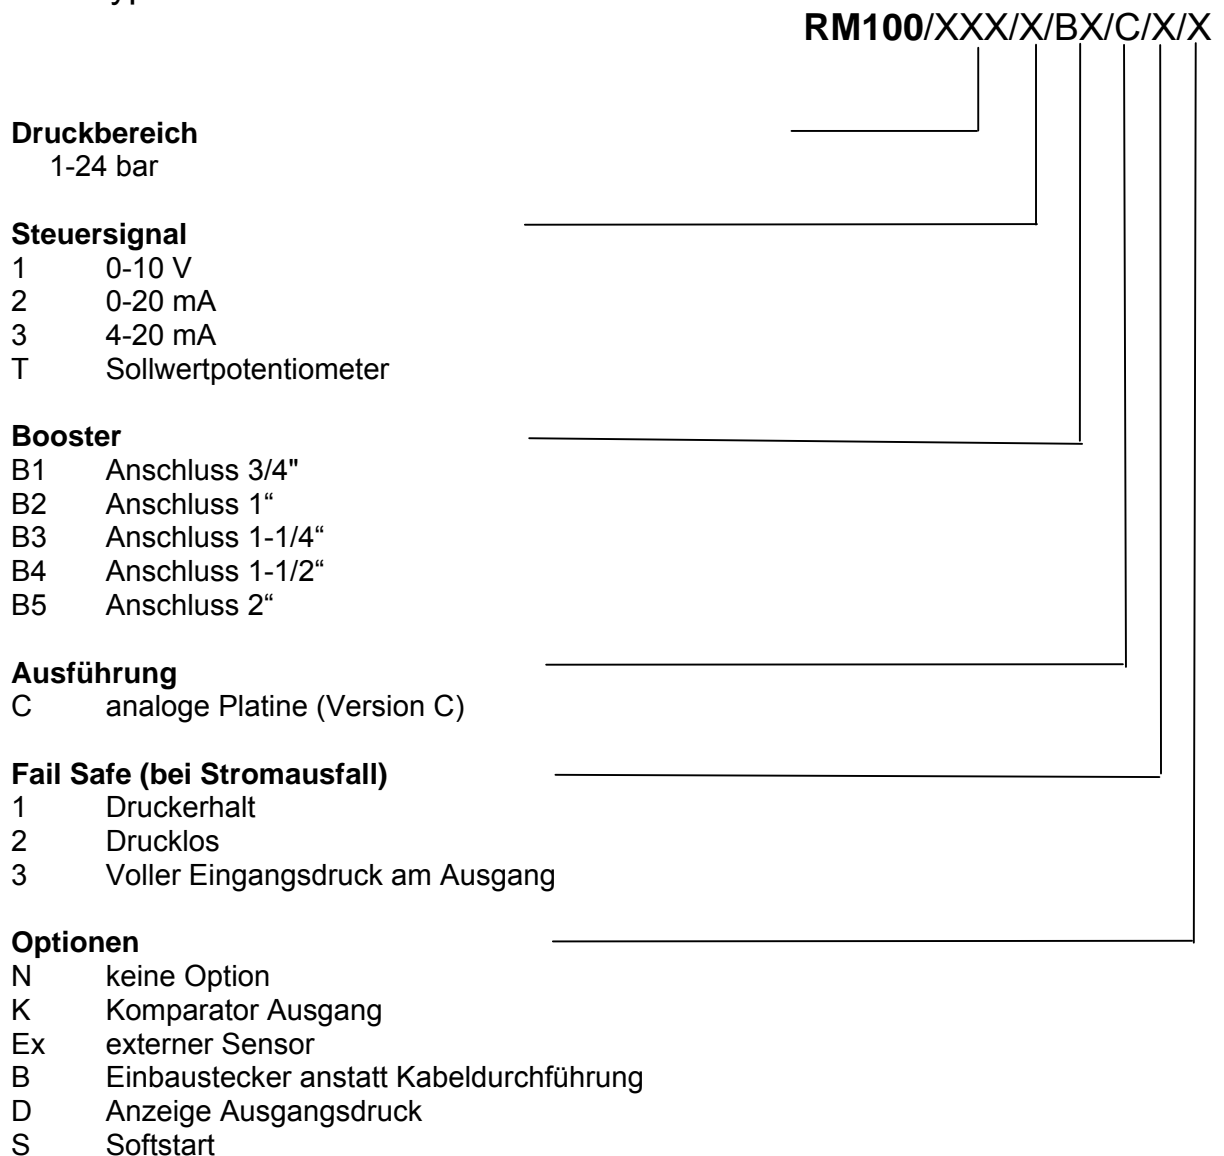 RM100/XXX/X/BX/C/X/X
Druckbereich
1-24 bar
Steuersignal
1 0-10 V
2 0-20 mA
3 4-20 mA
T Sollwertpotentiometer
Booster
B1 Anschluss 3/4"
B2 Anschluss 1“
B3 Anschluss 1-1/4“
B4 Anschluss 1-1/2“
B5 Anschluss 2“
Ausführung
C analoge Platine (Version C)
Fail Safe (bei Stromausfall)
1 Druckerhalt
2 Drucklos
3 Voller Eingangsdruck am Ausgang
Optionen
N keine Option
K Komparator Ausgang
Ex externer Sensor
B Einbaustecker anstatt Kabeldurchführung
D Anzeige Ausgangsdruck
S Softstart